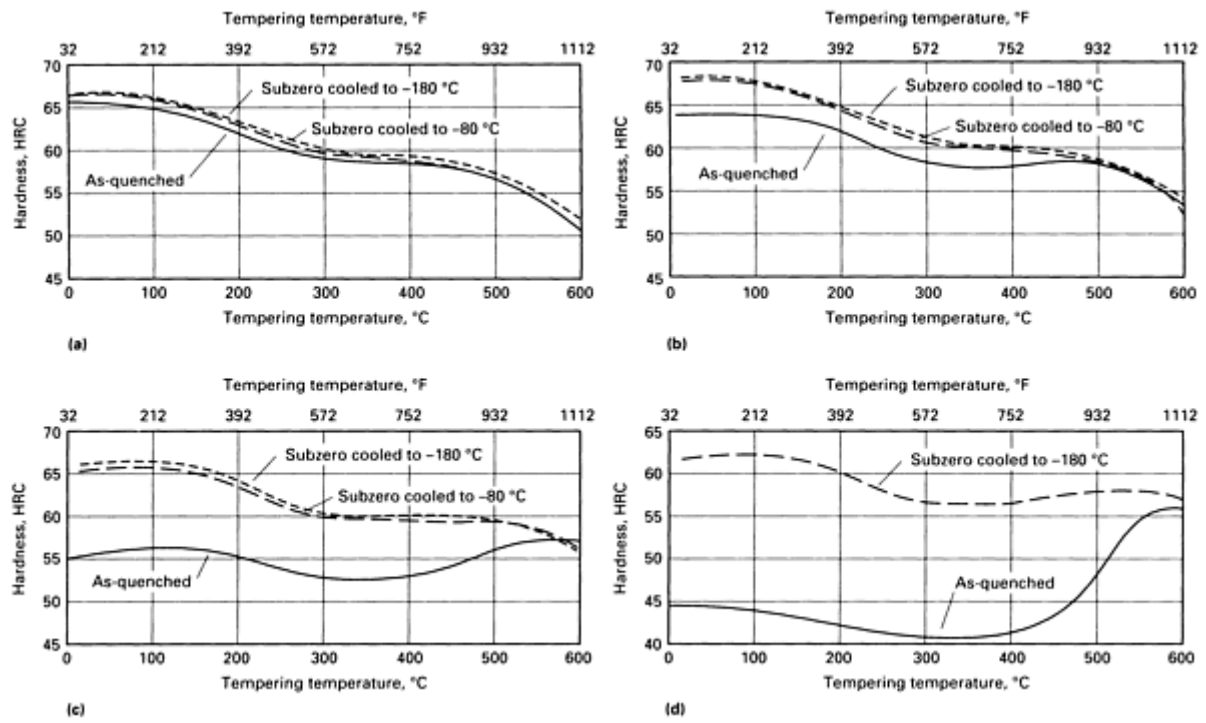 Tempering temperature, °F
32 212 392 572 752 932 1112
70
65
60
55
50
45
Hardness, HRC
Subzero cooled to −180 °C
Subzero cooled to −80 °C
As-quenched
0 100 200 300 400 500 600
Tempering temperature, °C
(a)
Tempering temperature, °F
32 212 392 572 752 932 1112
70
65
60
55
50
45
Hardness, HRC
Subzero cooled to −180 °C
Subzero cooled to −80 °C
As-quenched
0 100 200 300 400 500 600
Tempering temperature, °C
(b)
Tempering temperature, °F
32 212 392 572 752 932 1112
70
65
60
55
50
45
Hardness, HRC
Subzero cooled to −180 °C
Subzero cooled to −80 °C
As-quenched
0 100 200 300 400 500 600
Tempering temperature, °C
(c)
Tempering temperature, °F
32 212 392 572 752 932 1112
65
60
55
50
45
40
Hardness, HRC
Subzero cooled to −180 °C
As-quenched
0 100 200 300 400 500 600
Tempering temperature, °C
(d)